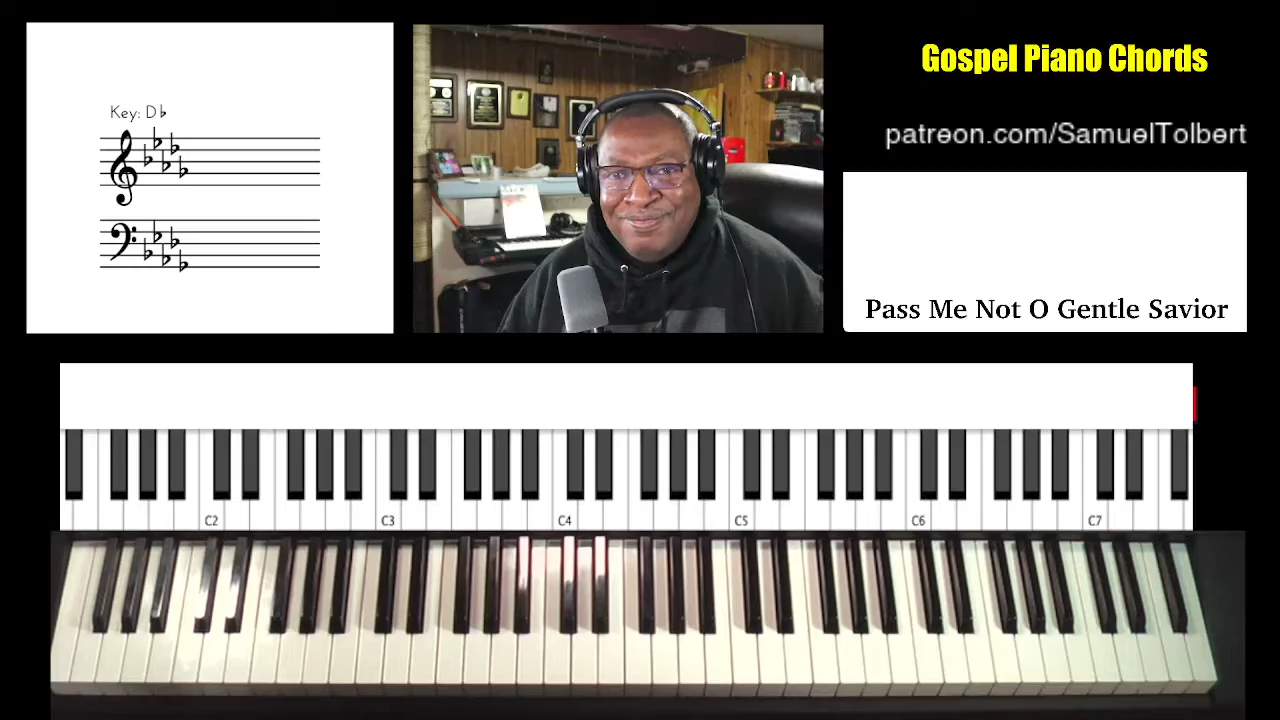 Key: D♭
Gospel Piano Chords
patreon.com/SamuelTolbert
Pass Me Not O Gentle Savior
C2 C3 C4 C5 C6 C7